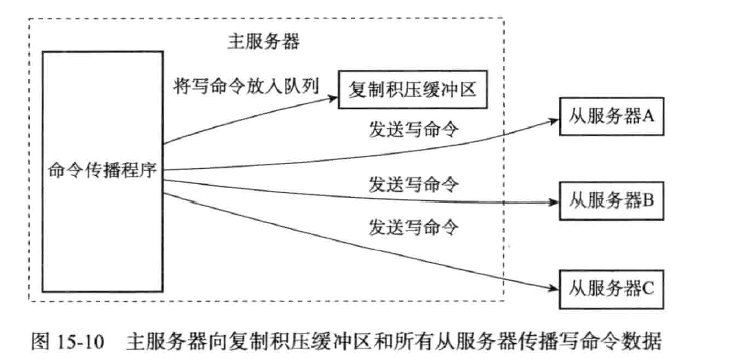 主服务器
将写命令放入队列
复制积压缓冲区
发送写命令
从服务器A
命令传播程序
发送写命令
从服务器B
发送写命令
从服务器C
图 15-10 主服务器向复制积压缓冲区和所有从服务器传播写命令数据